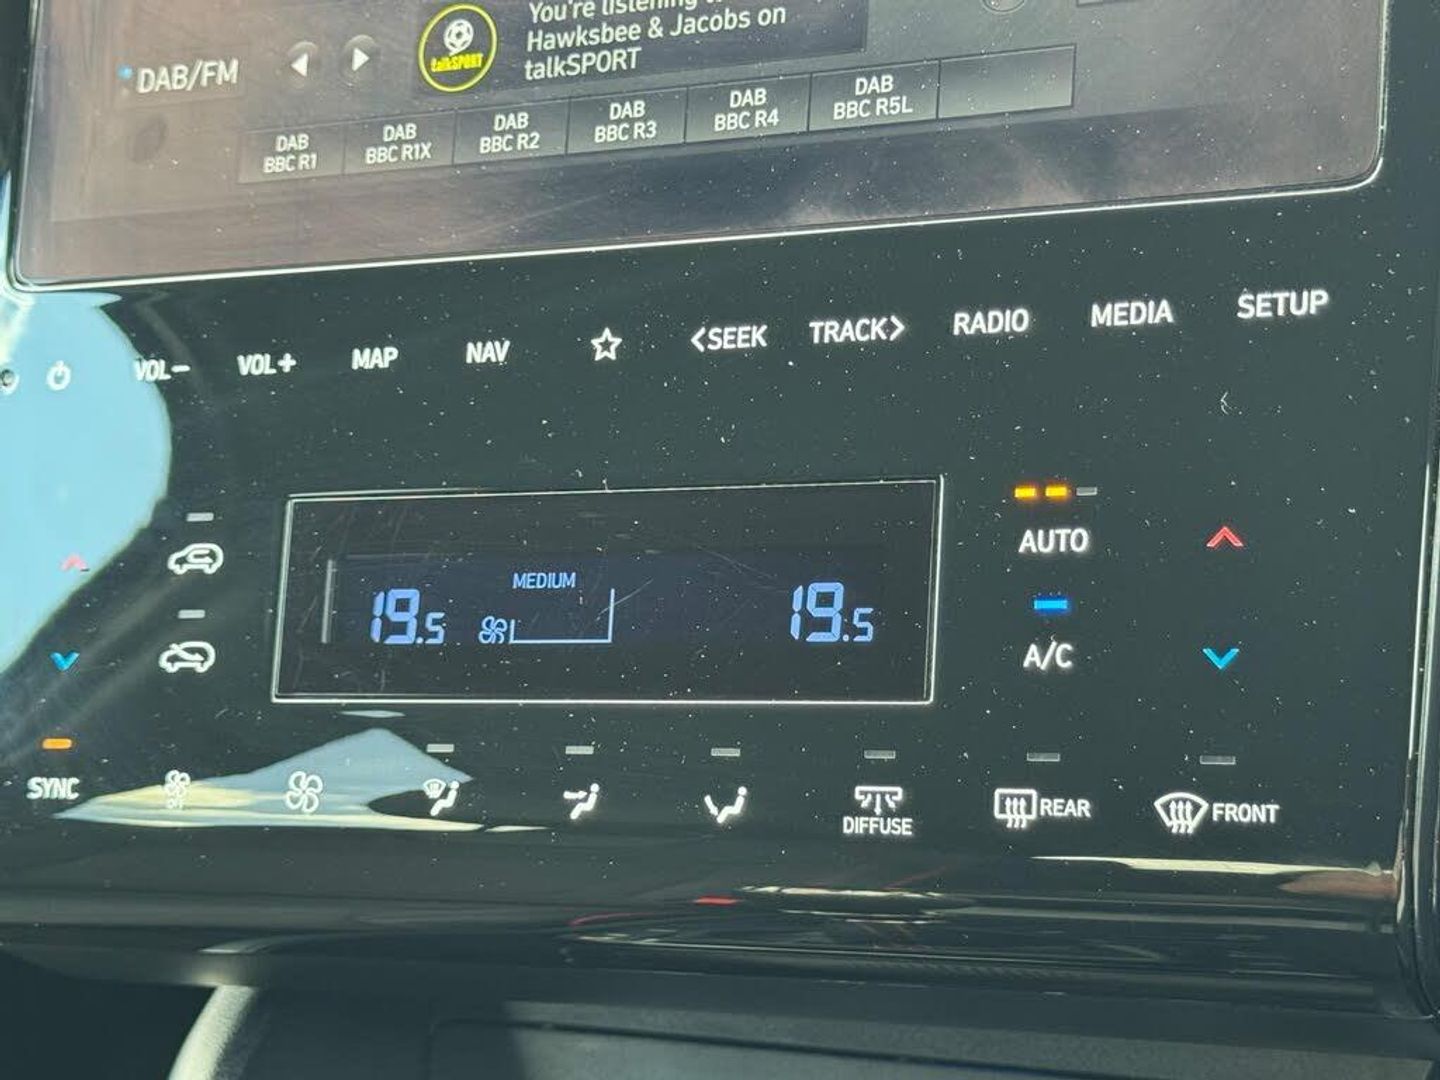 You're listening
Hawksbee & Jacobs on
talkSPORT
talkSPORT
DAB/FM
DAB
BBC R1
DAB
BBC R1X
DAB
BBC R2
DAB
BBC R3
DAB
BBC R4
DAB
BBC R5L
VOL− VOL+ MAP NAV <SEEK TRACK> RADIO MEDIA SETUP
AUTO
MEDIUM
19.5 19.5
A/C
SYNC
OFF
DIFFUSE
REAR
FRONT